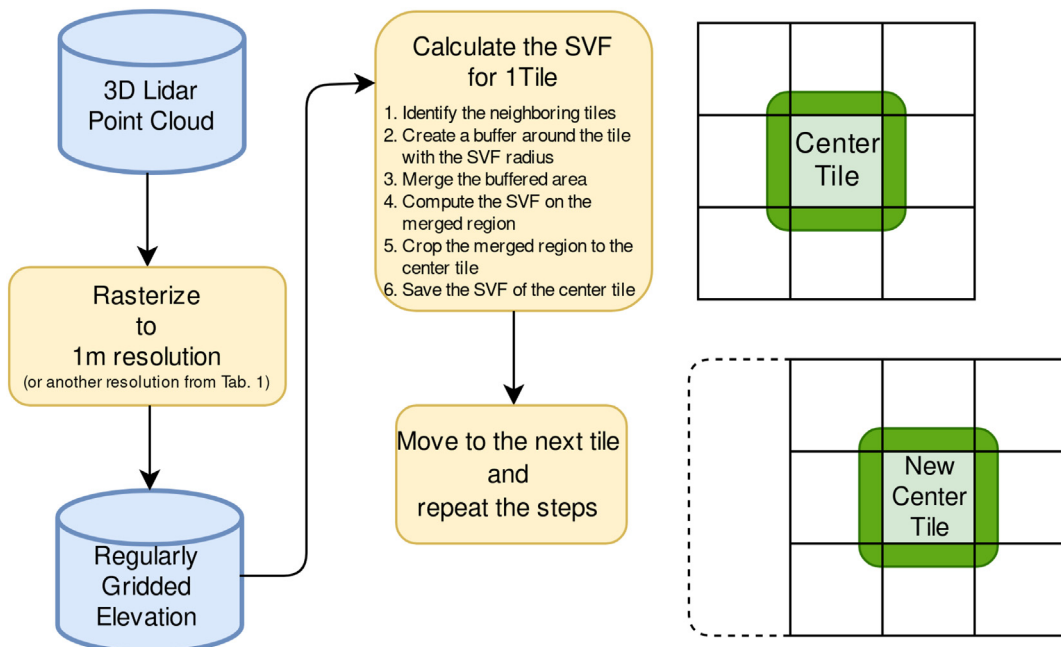 3D Lidar
Point Cloud
Rasterize
to
1m resolution
(or another resolution from Tab. 1)
Regularly
Gridded
Elevation
Calculate the SVF
for 1Tile
1. Identify the neighboring tiles
2. Create a buffer around the tile
with the SVF radius
3. Merge the buffered area
4. Compute the SVF on the
merged region
5. Crop the merged region to the
center tile
6. Save the SVF of the center tile
Move to the next tile
and
repeat the steps
Center
Tile
New
Center
Tile